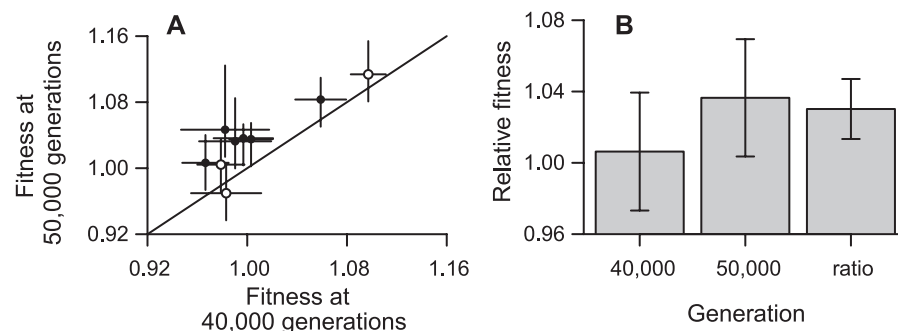 A
1.16
1.08
1.00
0.92
0.92
1.00
1.08
1.16
Fitness at
50,000 generations
Fitness at
40,000 generations
B
1.08
1.04
1.00
0.96
Relative fitness
40,000
50,000
ratio
Generation